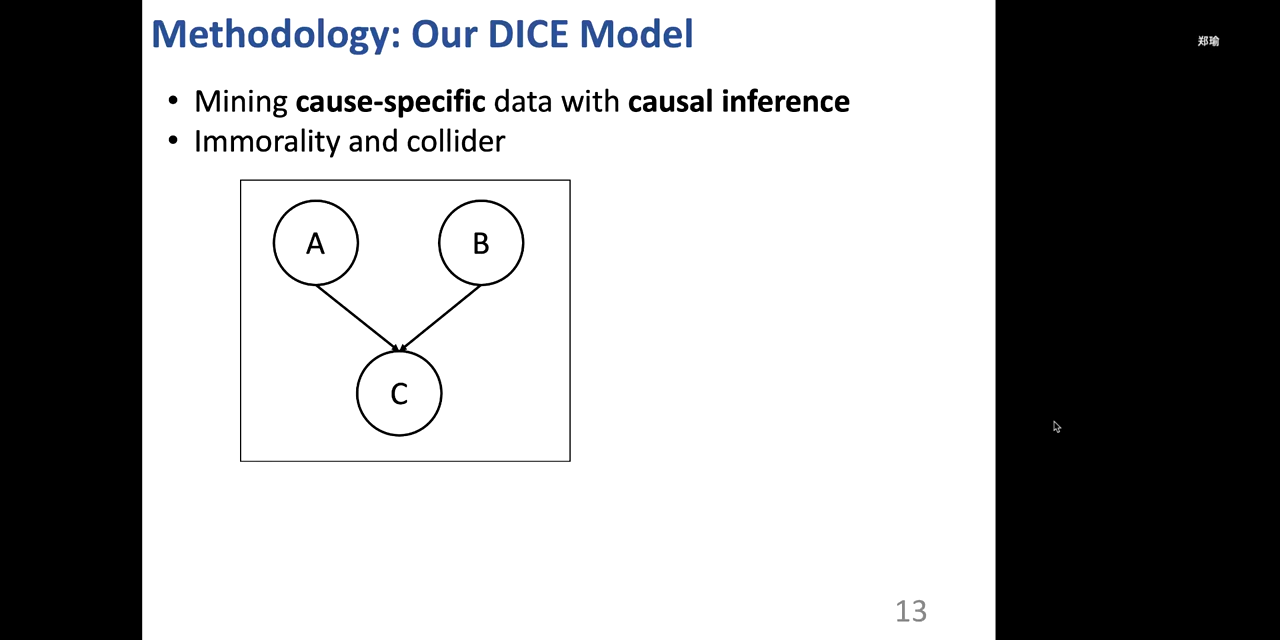 Methodology: Our DICE Model
郑瑜
• Mining cause-specific data with causal inference
• Immorality and collider
A
B
C
13